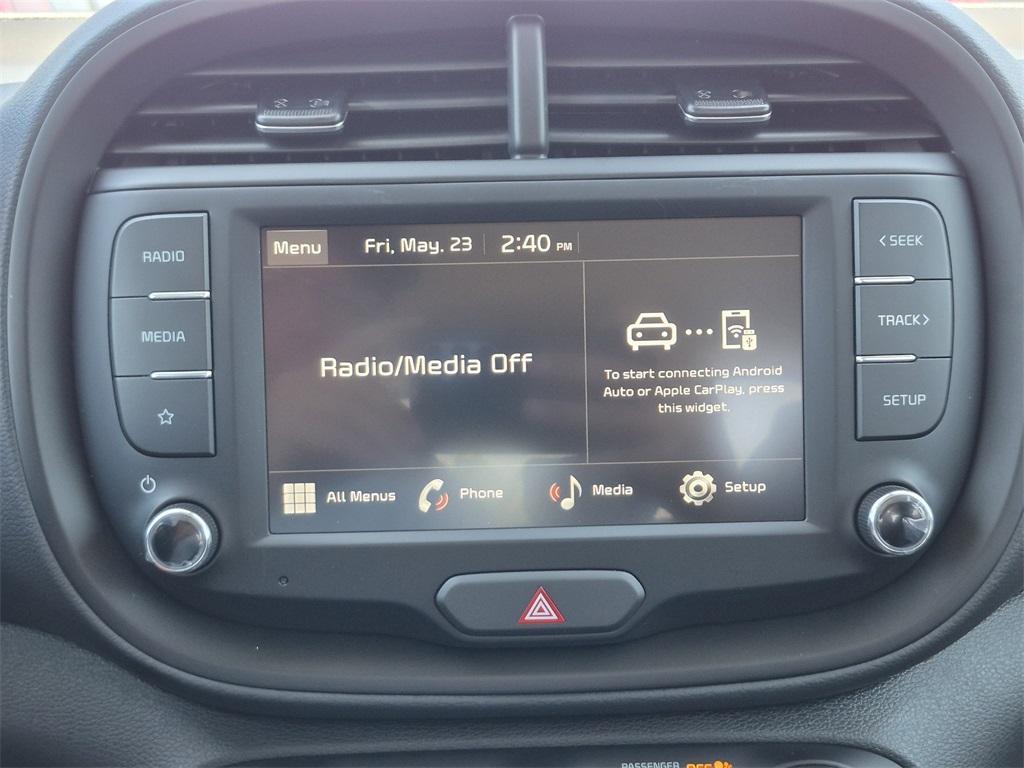 Menu
Fri, May. 23
2:40 PM
RADIO
MEDIA
Radio/Media Off
To start connecting Android
Auto or Apple CarPlay, press
this widget.
< SEEK
TRACK >
SETUP
All Menus
Phone
Media
Setup
PASSENGER
OFF